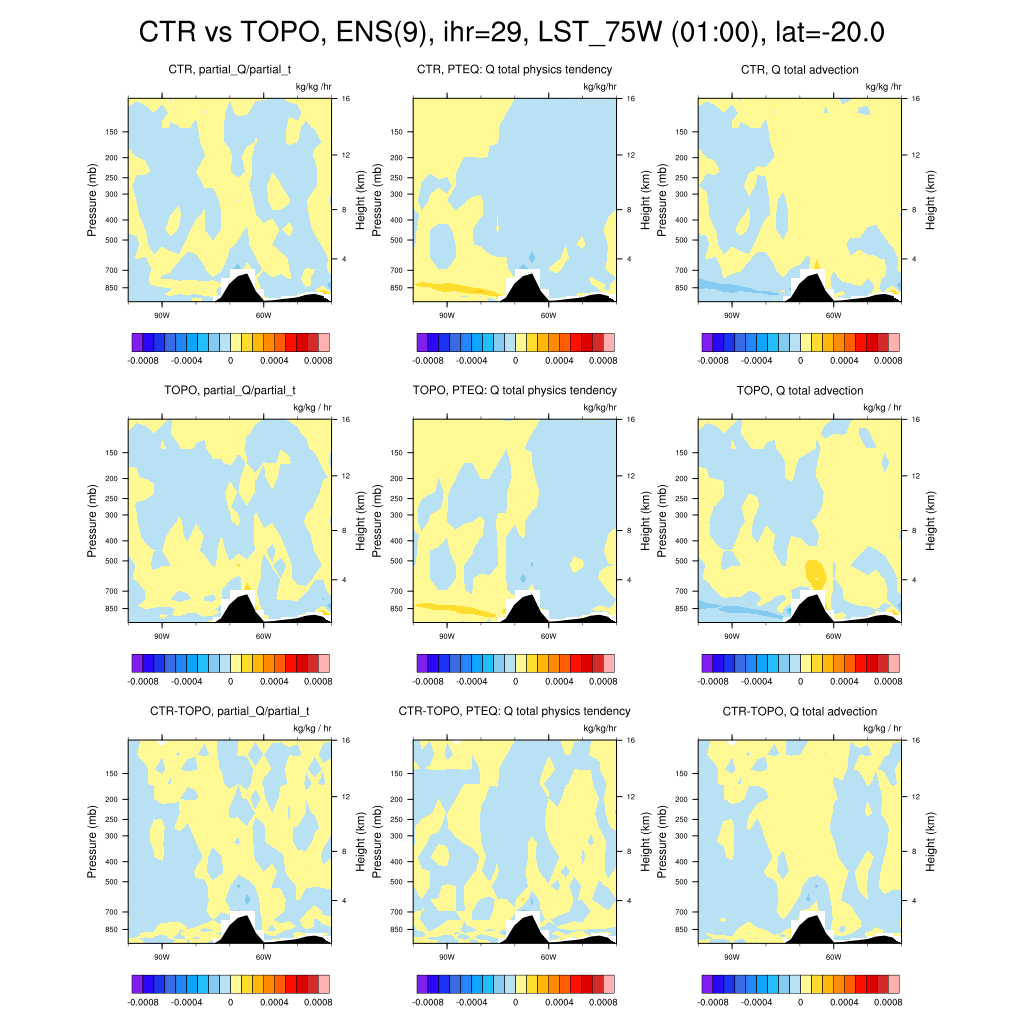 CTR vs TOPO, ENS(9), ihr=29, LST_75W (01:00), lat=-20.0
CTR, partial_Q/partial_t
kg/kg /hr
Pressure (mb)
150
200
250
300
400
500
700
850
16
12
8
4
Height (km)
90W
60W
-0.0008 -0.0004 0 0.0004 0.0008
CTR, PTEQ: Q total physics tendency
kg/kg/hr
Pressure (mb)
150
200
250
300
400
500
700
850
16
12
8
4
Height (km)
90W
60W
-0.0008 -0.0004 0 0.0004 0.0008
CTR, Q total advection
kg/kg /hr
Pressure (mb)
150
200
250
300
400
500
700
850
16
12
8
4
Height (km)
90W
60W
-0.0008 -0.0004 0 0.0004 0.0008
TOPO, partial_Q/partial_t
kg/kg / hr
Pressure (mb)
150
200
250
300
400
500
700
850
16
12
8
4
Height (km)
90W
60W
-0.0008 -0.0004 0 0.0004 0.0008
TOPO, PTEQ: Q total physics tendency
kg/kg/hr
Pressure (mb)
150
200
250
300
400
500
700
850
16
12
8
4
Height (km)
90W
60W
-0.0008 -0.0004 0 0.0004 0.0008
TOPO, Q total advection
kg/kg / hr
Pressure (mb)
150
200
250
300
400
500
700
850
16
12
8
4
Height (km)
90W
60W
-0.0008 -0.0004 0 0.0004 0.0008
CTR-TOPO, partial_Q/partial_t
kg/kg / hr
Pressure (mb)
150
200
250
300
400
500
700
850
16
12
8
4
Height (km)
90W
60W
-0.0008 -0.0004 0 0.0004 0.0008
CTR-TOPO, PTEQ: Q total physics tendency
kg/kg / hr
Pressure (mb)
150
200
250
300
400
500
700
850
16
12
8
4
Height (km)
90W
60W
-0.0008 -0.0004 0 0.0004 0.0008
CTR-TOPO, Q total advection
kg/kg / hr
Pressure (mb)
150
200
250
300
400
500
700
850
16
12
8
4
Height (km)
90W
60W
-0.0008 -0.0004 0 0.0004 0.0008